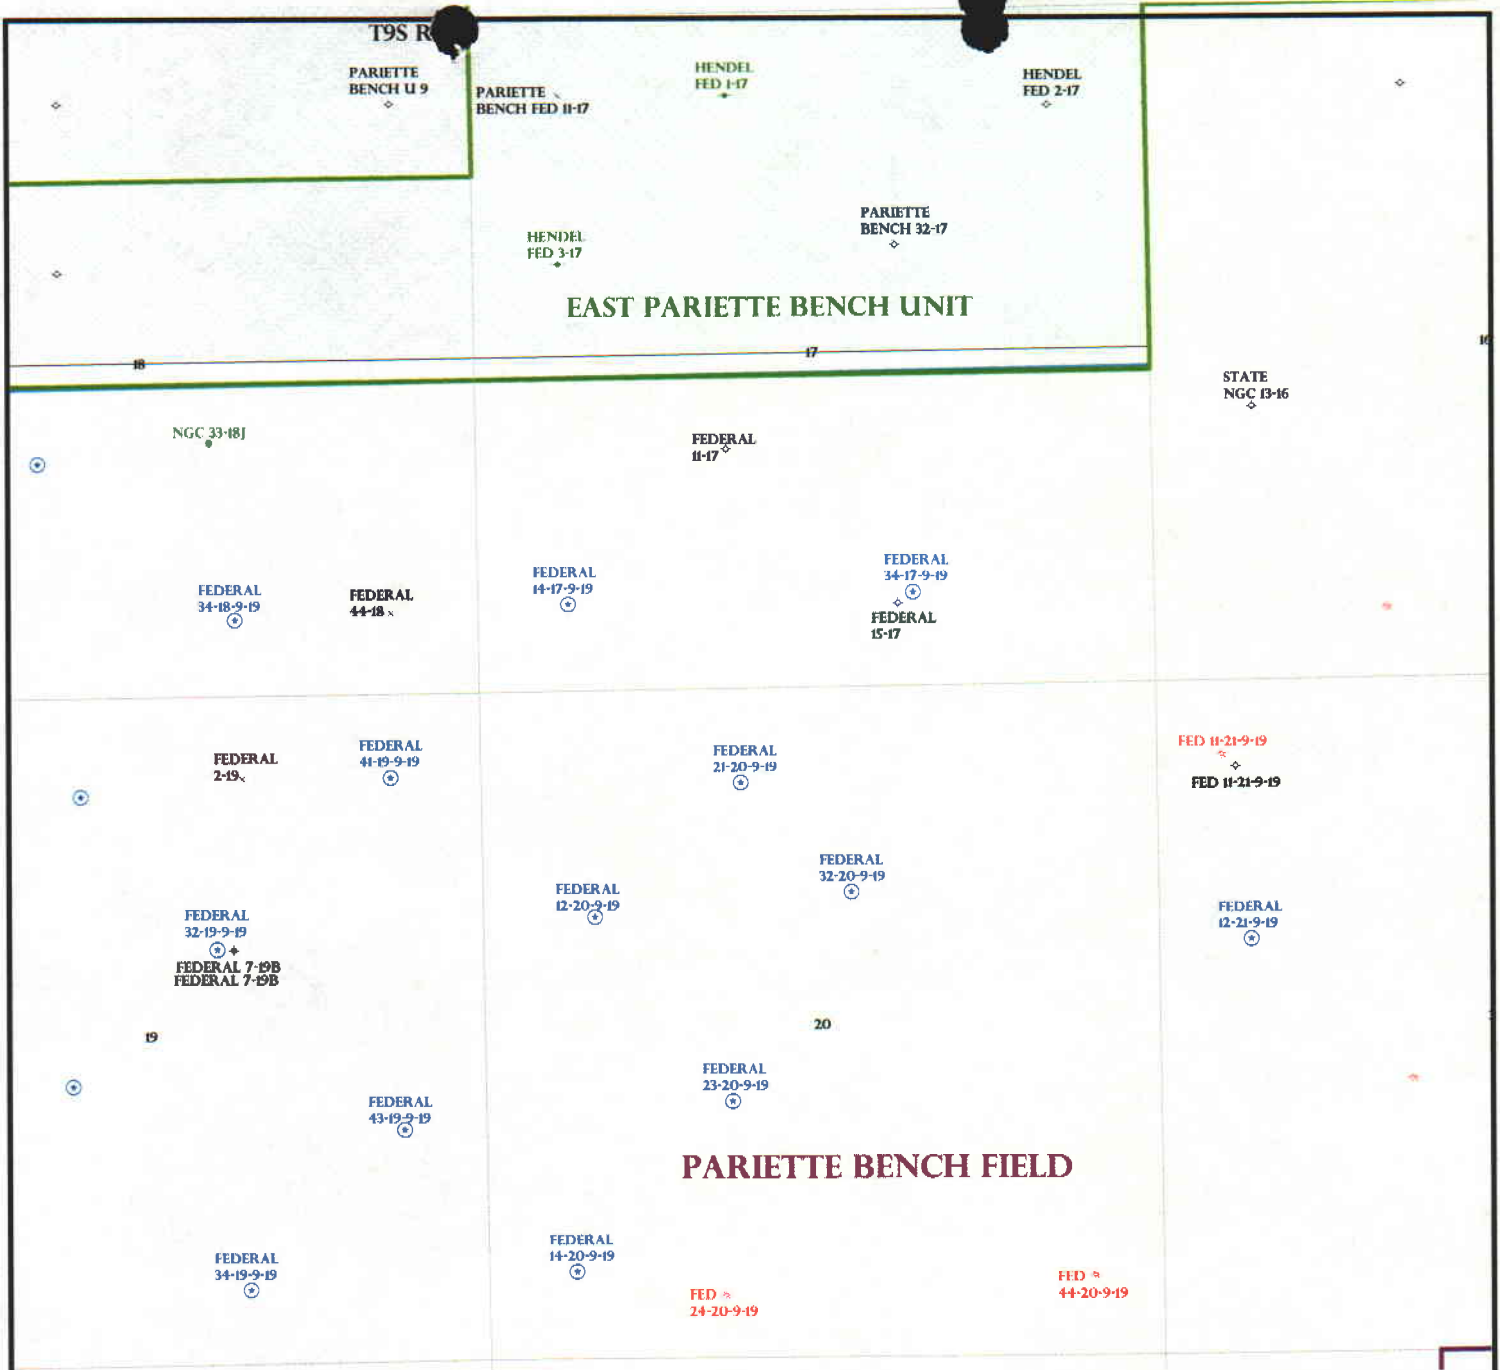 T9S R
PARIETTE
BENCH U 9
PARIETTE
BENCH FED 11-17
HENDEL
FED 1-17
HENDEL
FED 2-17
HENDEL
FED 3-17
PARIETTE
BENCH 32-17
EAST PARIETTE BENCH UNIT
18
17
16
STATE
NGC 13-16
NGC 33-18J
FEDERAL
11-17
FEDERAL
34-18-9-19
FEDERAL
44-18
FEDERAL
14-17-9-19
FEDERAL
34-17-9-19
FEDERAL
15-17
FEDERAL
2-19
FEDERAL
41-19-9-19
FEDERAL
21-20-9-19
FED 11-21-9-19
FED 11-21-9-19
FEDERAL
32-20-9-19
FEDERAL
12-20-9-19
FEDERAL
32-19-9-19
FEDERAL 7-19B
FEDERAL 7-19B
FEDERAL
12-21-9-19
19
20
FEDERAL
23-20-9-19
FEDERAL
43-19-9-19
PARIETTE BENCH FIELD
FEDERAL
14-20-9-19
FEDERAL
34-19-9-19
FED
24-20-9-19
FED
44-20-9-19